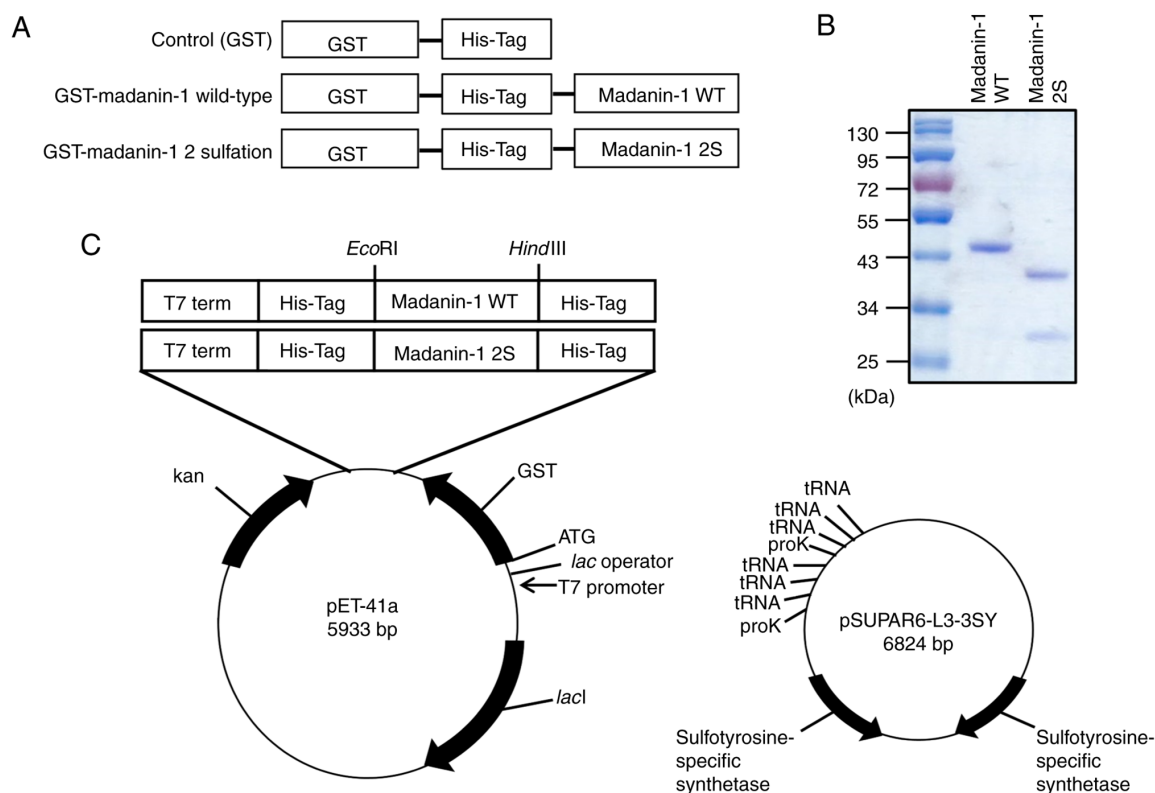 A
Control (GST)
GST
His-Tag
GST-madanin-1 wild-type
GST
His-Tag
Madanin-1 WT
GST-madanin-1 2 sulfation
GST
His-Tag
Madanin-1 2S
B
Madanin-1
WT
Madanin-1
2S
130
95
72
55
43
34
25
(kDa)
C
EcoRI
HindIII
T7 term
His-Tag
Madanin-1 WT
His-Tag
T7 term
His-Tag
Madanin-1 2S
His-Tag
kan
GST
ATG
lac operator
T7 promoter
pET-41a
5933 bp
lacI
tRNA
tRNA
tRNA
proK
tRNA
tRNA
tRNA
proK
pSUPAR6-L3-3SY
6824 bp
Sulfotyrosine-
specific
synthetase
Sulfotyrosine-
specific
synthetase